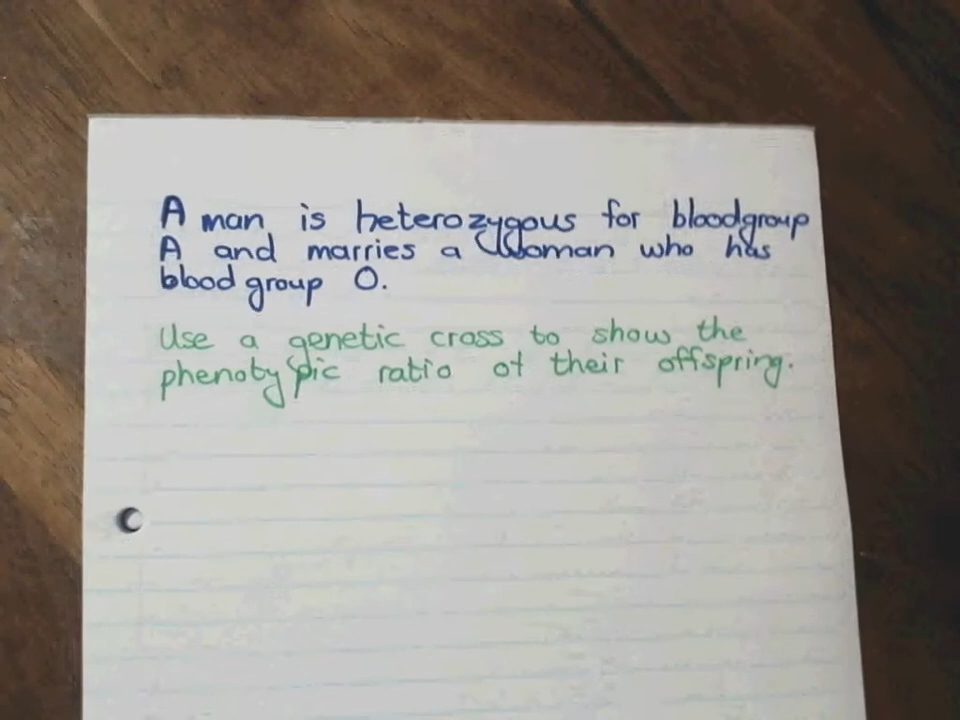 A man is heterozygous for bloodgroup
A and marries a woman who has
blood group O.
Use a genetic cross to show the
phenotypic ratio of their offspring.